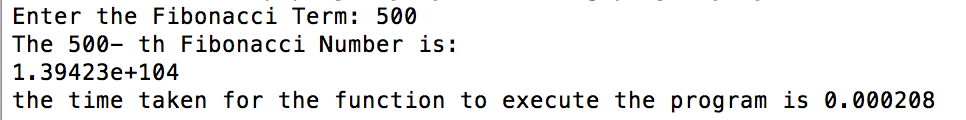 Enter the Fibonacci Term: 500
The 500- th Fibonacci Number is:
1.39423e+104
the time taken for the function to execute the program is 0.000208